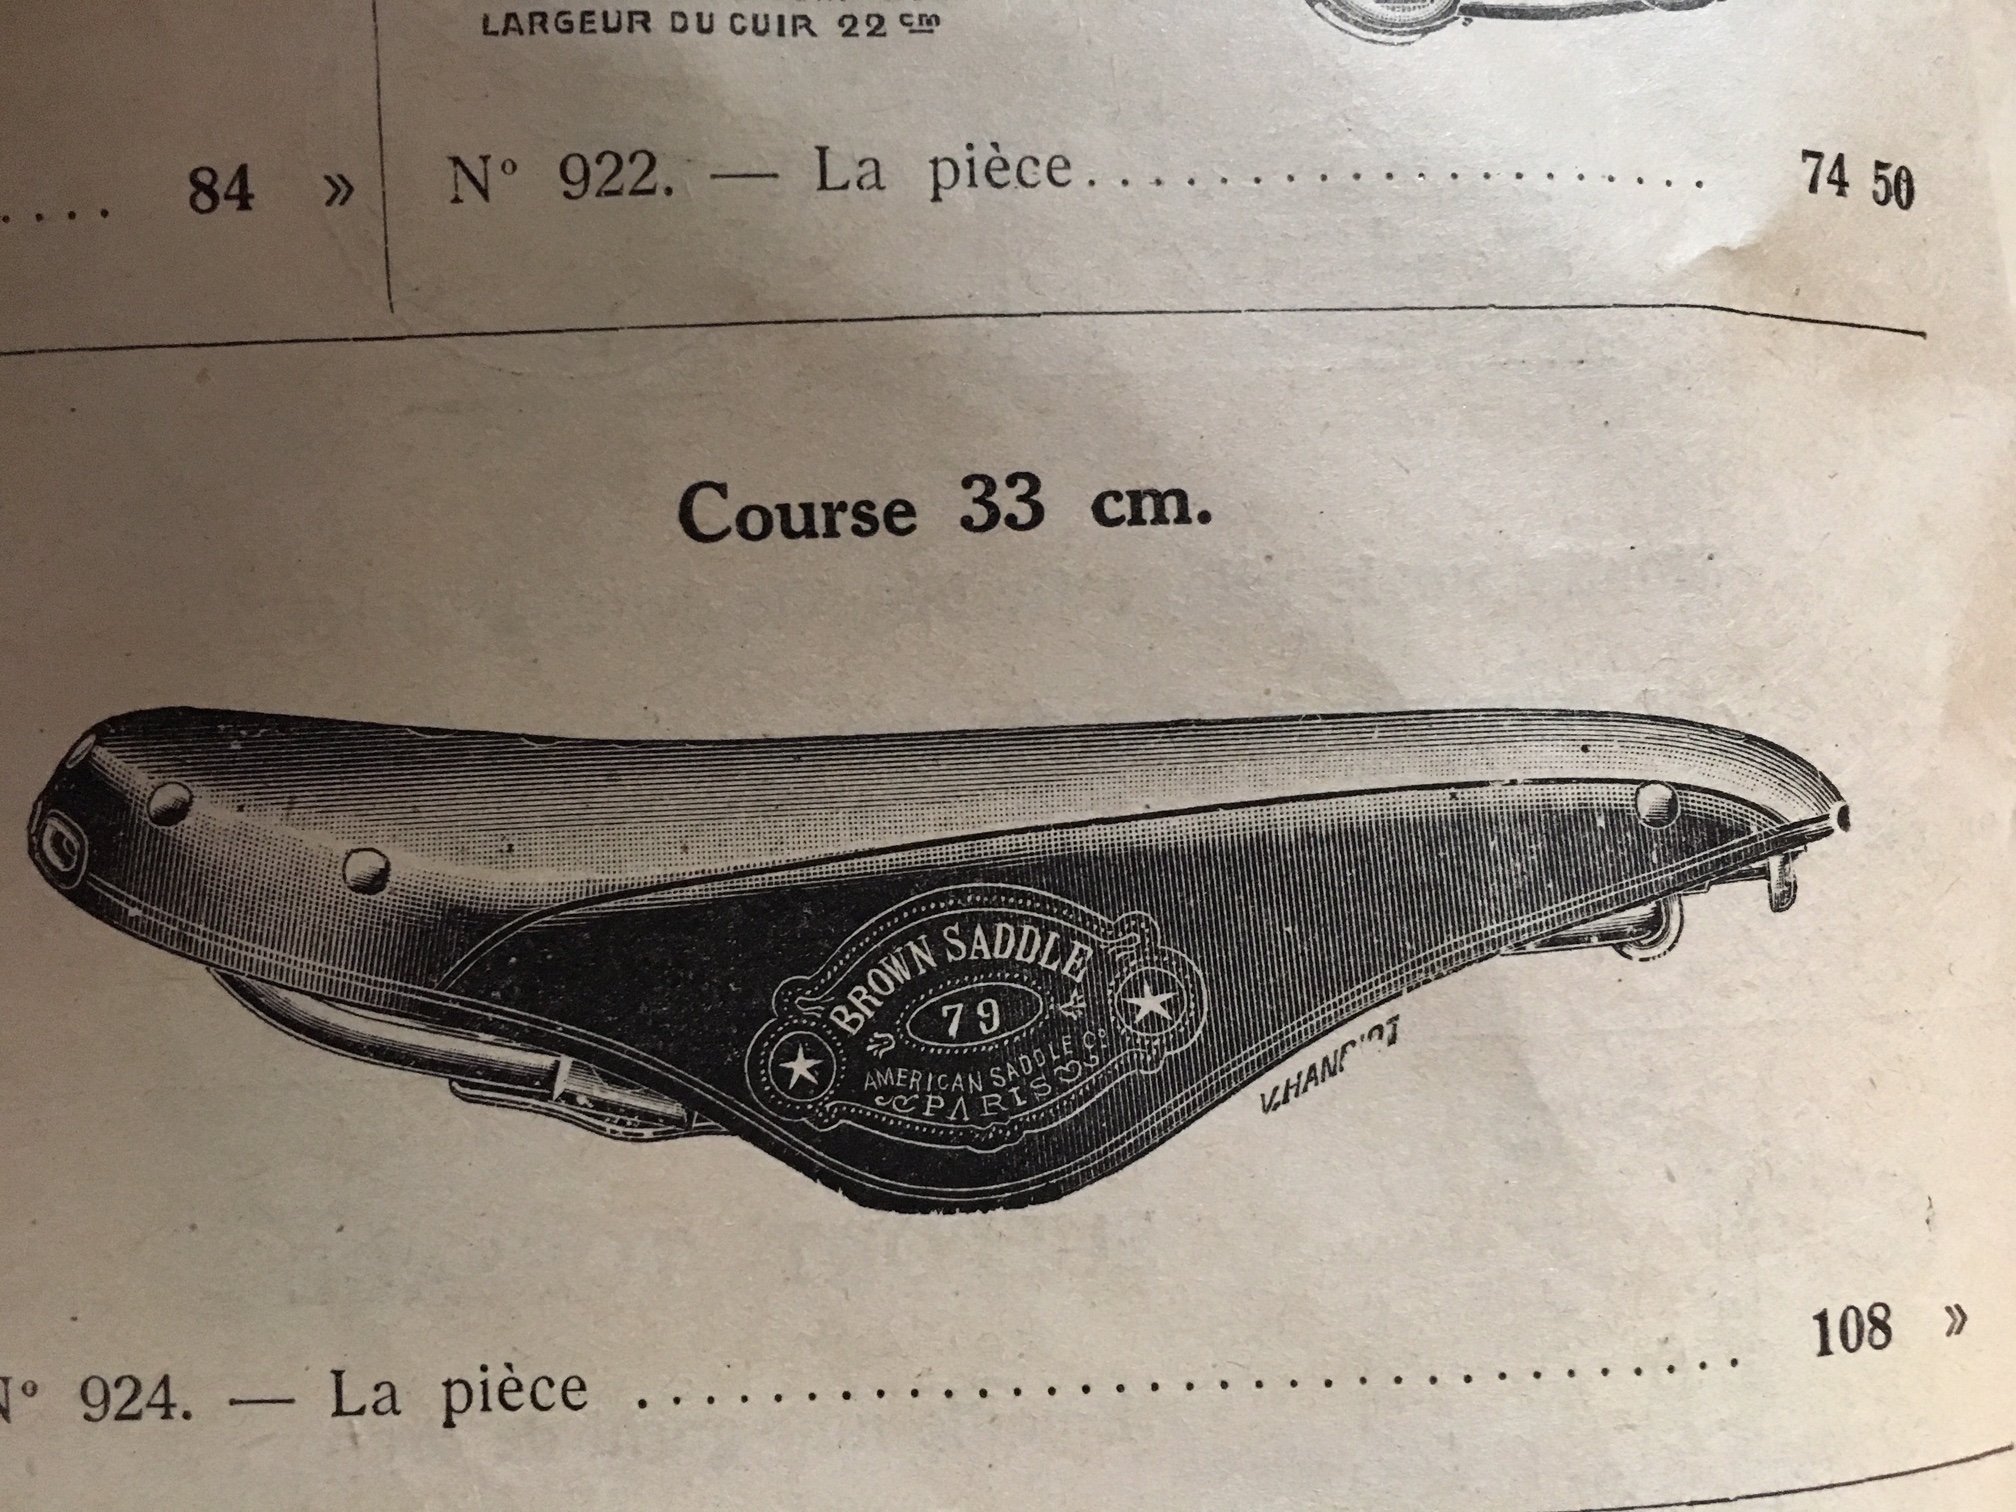 LARGEUR DU CUIR 22 cm
.... 84 »
N° 922. — La pièce...................... 74 50
Course 33 cm.
BROWN SADDLE
79
AMERICAN SADDLE Co
PARIS
N° 924. — La pièce ........................... 108 »